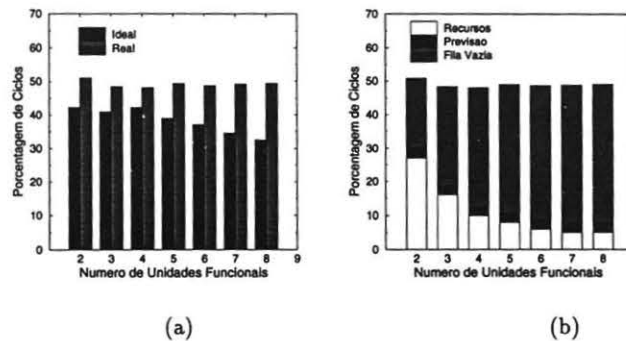 70
60
50
40
30
20
10
0
Porcentagem de Ciclos
Ideal
Real
2 3 4 5 6 7 8 9
Numero de Unidades Funcionais
(a)
70
60
50
40
30
20
10
0
Porcentagem de Ciclos
Recursos
Previsao
Fila Vazia
2 3 4 5 6 7 8
Numero de Unidades Funcionais
(b)